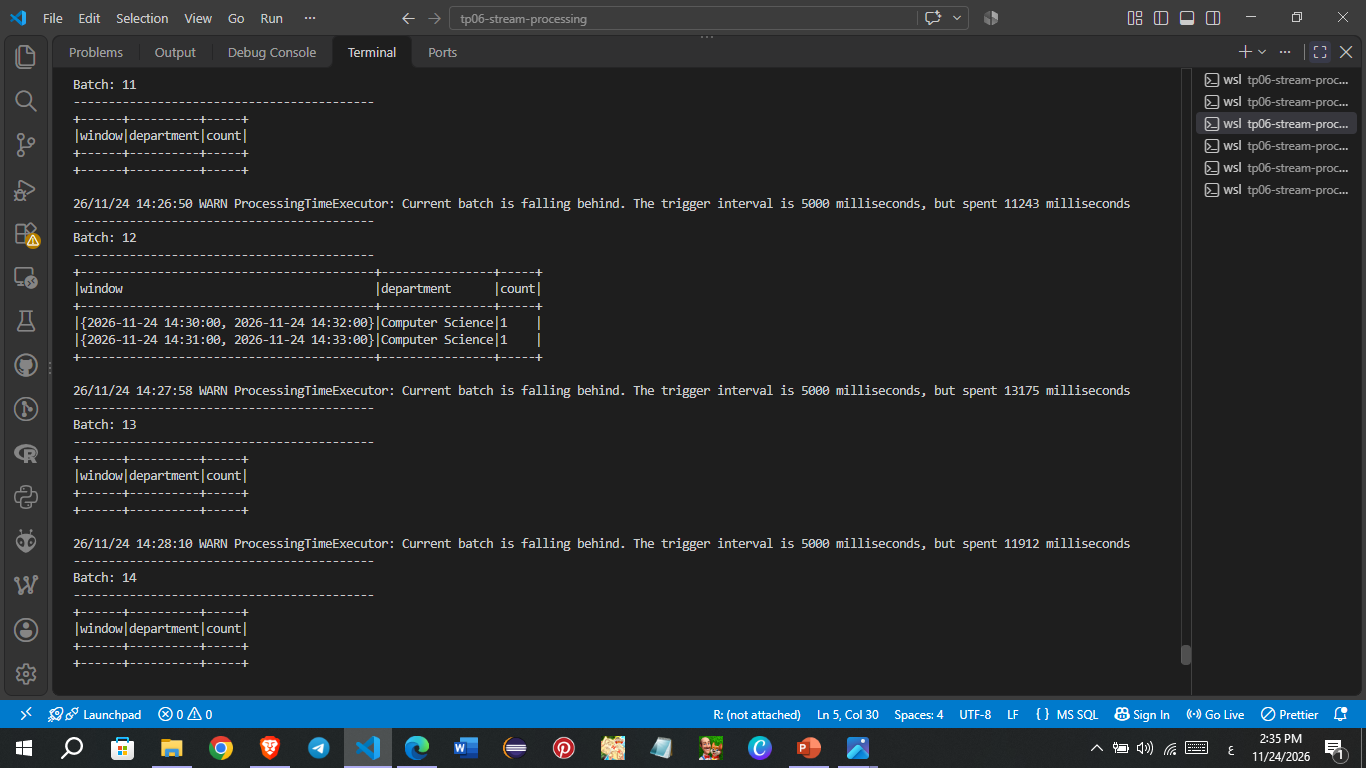 File Edit Selection View Go Run ··· tp06-stream-processing
Problems Output Debug Console Terminal Ports
Batch: 11
-------------------------------------------
+------+----------+-----+
|window|department|count|
+------+----------+-----+
+------+----------+-----+
26/11/24 14:26:50 WARN ProcessingTimeExecutor: Current batch is falling behind. The trigger interval is 5000 milliseconds, but spent 11243 milliseconds
-------------------------------------------
Batch: 12
-------------------------------------------
+------------------------------------------+----------------+-----+
|window                                    |department      |count|
+------------------------------------------+----------------+-----+
|{2026-11-24 14:30:00, 2026-11-24 14:32:00}|Computer Science|1    |
|{2026-11-24 14:31:00, 2026-11-24 14:33:00}|Computer Science|1    |
+------------------------------------------+----------------+-----+
26/11/24 14:27:58 WARN ProcessingTimeExecutor: Current batch is falling behind. The trigger interval is 5000 milliseconds, but spent 13175 milliseconds
-------------------------------------------
Batch: 13
-------------------------------------------
+------+----------+-----+
|window|department|count|
+------+----------+-----+
+------+----------+-----+
26/11/24 14:28:10 WARN ProcessingTimeExecutor: Current batch is falling behind. The trigger interval is 5000 milliseconds, but spent 11912 milliseconds
-------------------------------------------
Batch: 14
-------------------------------------------
+------+----------+-----+
|window|department|count|
+------+----------+-----+
+------+----------+-----+
wsl tp06-stream-proc...
wsl tp06-stream-proc...
wsl tp06-stream-proc...
wsl tp06-stream-proc...
wsl tp06-stream-proc...
wsl tp06-stream-proc...
Launchpad 0 0 R: (not attached) Ln 5, Col 30 Spaces: 4 UTF-8 LF { } MS SQL Sign In Go Live Prettier
ع 2:35 PM
11/24/2026 1